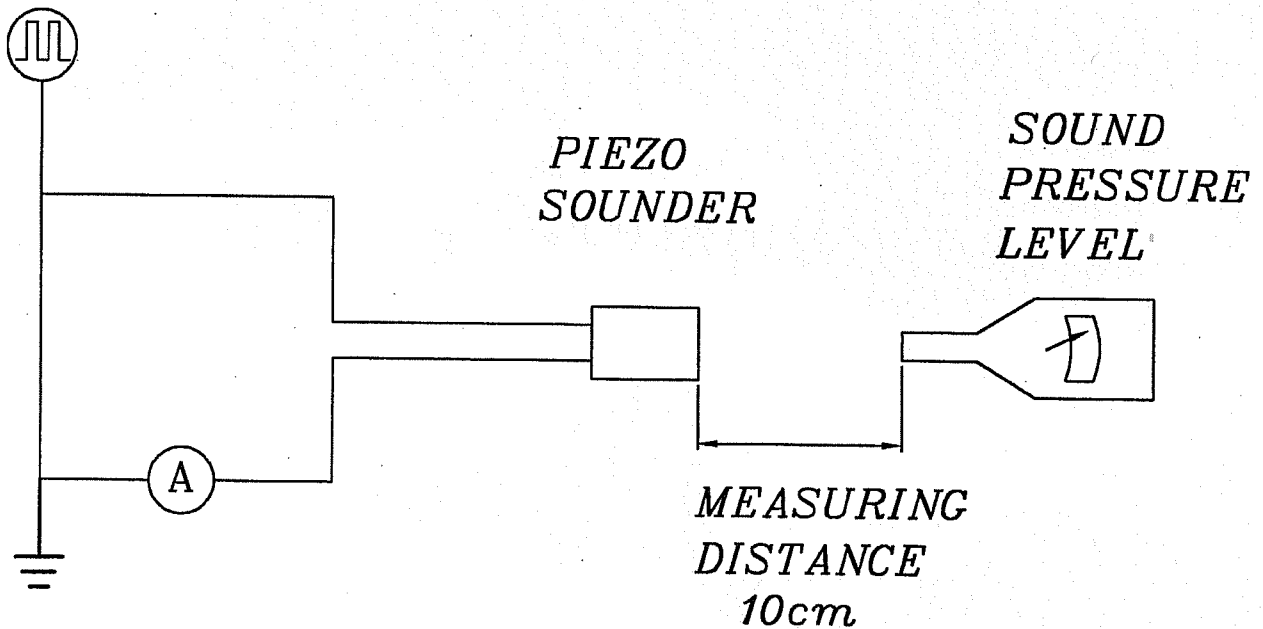 PIEZO
SOUNDER
SOUND
PRESSURE
LEVEL
A
MEASURING
DISTANCE
10cm